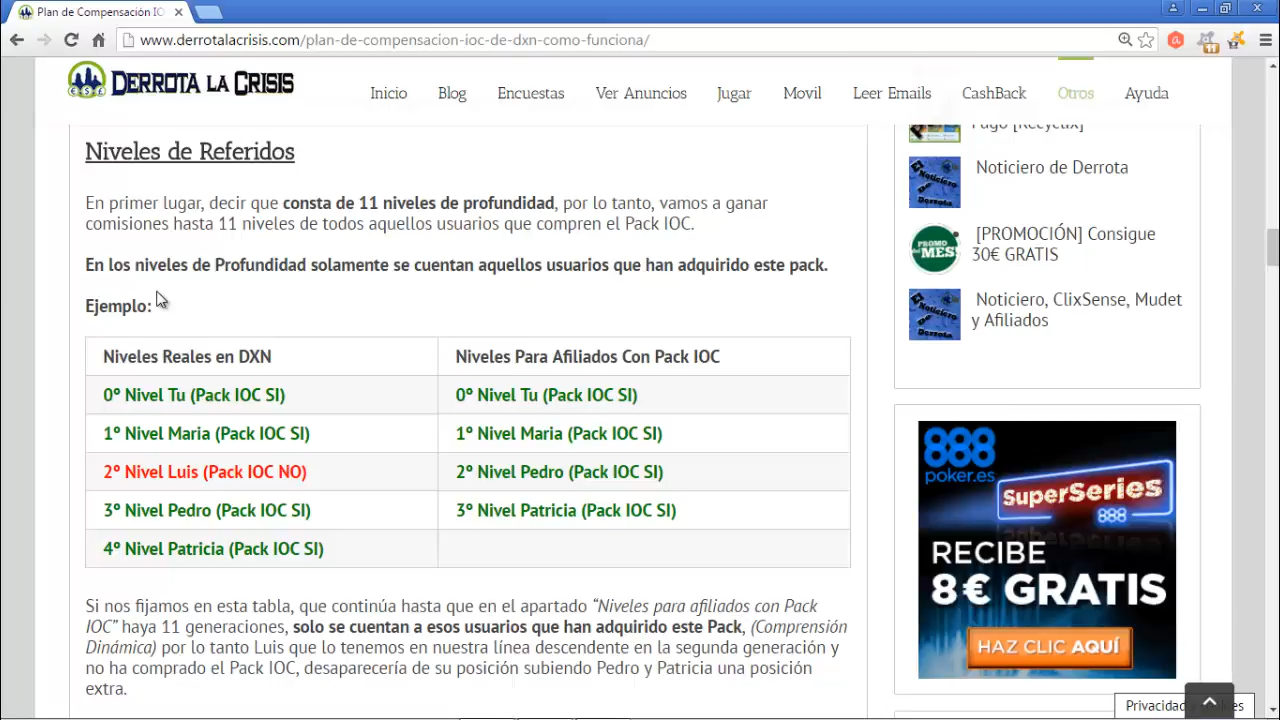 Plan de Compensación IO
www.derrotalacrisis.com/plan-de-compensacion-ioc-de-dxn-como-funciona/
11
DERROTA LA CRISIS
Inicio
Blog
Encuestas
Ver Anuncios
Jugar
Movil
Leer Emails
CashBack
Otros
Ayuda
Niveles de Referidos
En primer lugar, decir que consta de 11 niveles de profundidad, por lo tanto, vamos a ganar
comisiones hasta 11 niveles de todos aquellos usuarios que compren el Pack IOC.
En los niveles de Profundidad solamente se cuentan aquellos usuarios que han adquirido este pack.
Ejemplo:
Niveles Reales en DXN
Niveles Para Afiliados Con Pack IOC
0º Nivel Tu (Pack IOC SI)
0º Nivel Tu (Pack IOC SI)
1º Nivel Maria (Pack IOC SI)
1º Nivel Maria (Pack IOC SI)
2º Nivel Luis (Pack IOC NO)
2º Nivel Pedro (Pack IOC SI)
3º Nivel Pedro (Pack IOC SI)
3º Nivel Patricia (Pack IOC SI)
4º Nivel Patricia (Pack IOC SI)
Si nos fijamos en esta tabla, que continúa hasta que en el apartado “Niveles para afiliados con Pack
IOC” haya 11 generaciones, solo se cuentan a esos usuarios que han adquirido este Pack, (Comprensión
Dinámica) por lo tanto Luis que lo tenemos en nuestra línea descendente en la segunda generación y
no ha comprado el Pack IOC, desaparecería de su posición subiendo Pedro y Patricia una posición
extra.
Pago [Recyclix]
Noticiero de Derrota
[PROMOCIÓN] Consigue
30€ GRATIS
PROMO
del MES!
Noticiero, ClixSense, Mudet
y Afiliados
888
poker.es
SuperSeries
888
RECIBE
8€ GRATIS
HAZ CLIC AQUÍ